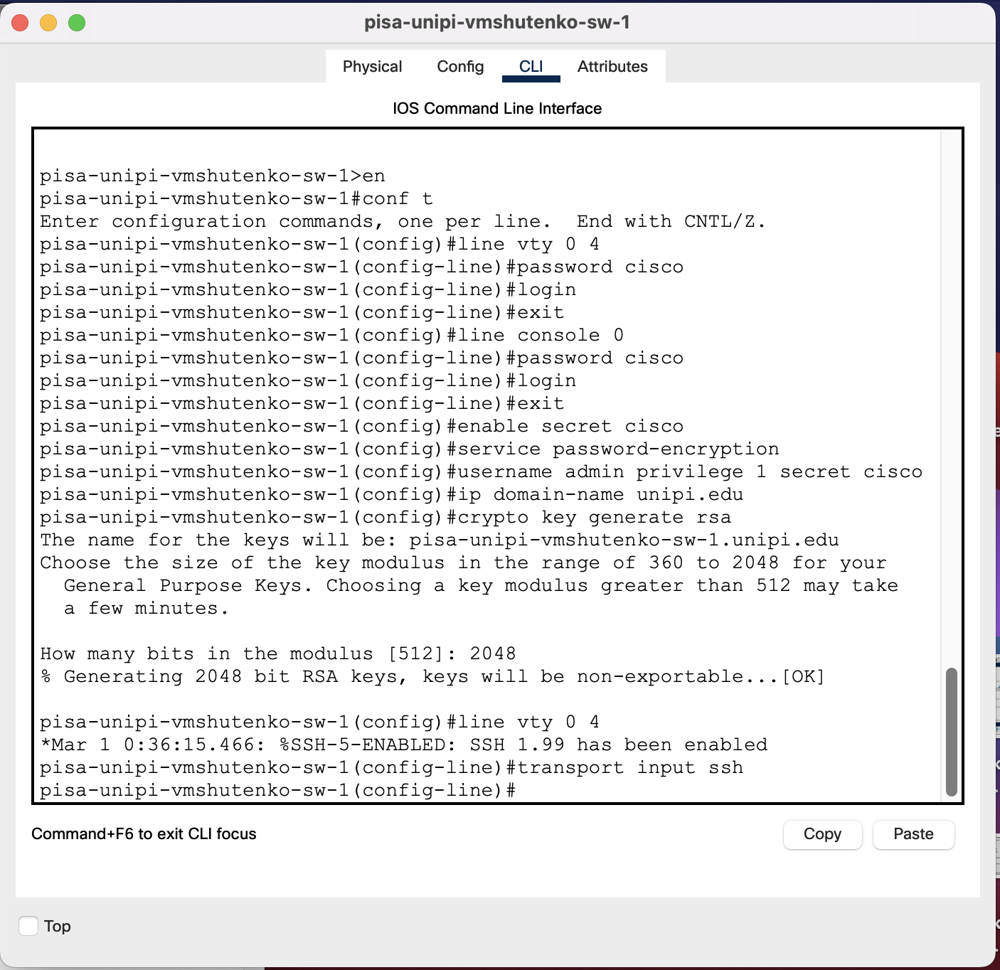 pisa-unipi-vmshutenko-sw-1
Physical Config CLI Attributes
IOS Command Line Interface
pisa-unipi-vmshutenko-sw-1>en
pisa-unipi-vmshutenko-sw-1#conf t
Enter configuration commands, one per line.  End with CNTL/Z.
pisa-unipi-vmshutenko-sw-1(config)#line vty 0 4
pisa-unipi-vmshutenko-sw-1(config-line)#password cisco
pisa-unipi-vmshutenko-sw-1(config-line)#login
pisa-unipi-vmshutenko-sw-1(config-line)#exit
pisa-unipi-vmshutenko-sw-1(config)#line console 0
pisa-unipi-vmshutenko-sw-1(config-line)#password cisco
pisa-unipi-vmshutenko-sw-1(config-line)#login
pisa-unipi-vmshutenko-sw-1(config-line)#exit
pisa-unipi-vmshutenko-sw-1(config)#enable secret cisco
pisa-unipi-vmshutenko-sw-1(config)#service password-encryption
pisa-unipi-vmshutenko-sw-1(config)#username admin privilege 1 secret cisco
pisa-unipi-vmshutenko-sw-1(config)#ip domain-name unipi.edu
pisa-unipi-vmshutenko-sw-1(config)#crypto key generate rsa
The name for the keys will be: pisa-unipi-vmshutenko-sw-1.unipi.edu
Choose the size of the key modulus in the range of 360 to 2048 for your
  General Purpose Keys. Choosing a key modulus greater than 512 may take
  a few minutes.
How many bits in the modulus [512]: 2048
% Generating 2048 bit RSA keys, keys will be non-exportable...[OK]
pisa-unipi-vmshutenko-sw-1(config)#line vty 0 4
*Mar 1 0:36:15.466: %SSH-5-ENABLED: SSH 1.99 has been enabled
pisa-unipi-vmshutenko-sw-1(config-line)#transport input ssh
pisa-unipi-vmshutenko-sw-1(config-line)#
Command+F6 to exit CLI focus
Copy Paste
Top